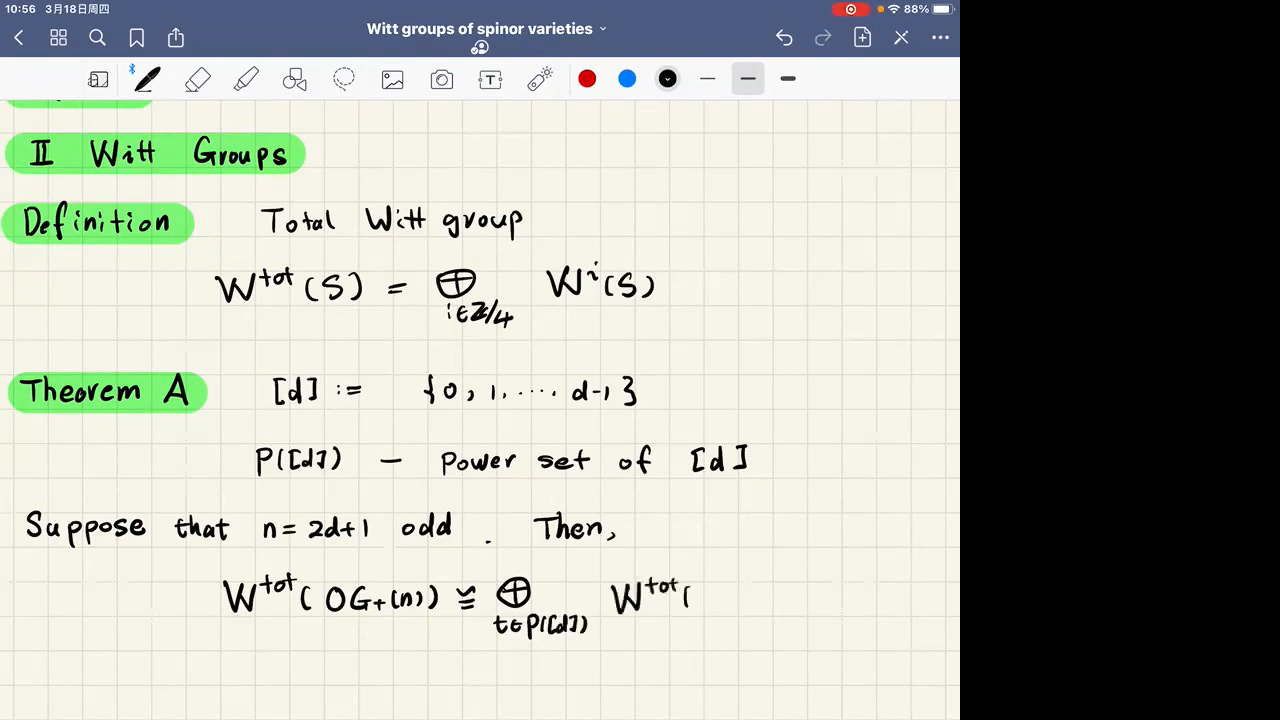 10:56 3月18日周四 88%
Witt groups of spinor varieties
II Witt Groups
Definition Total Witt group
W^tot(S) = ⊕_{i∈Z/4} W^i(S)
Theorem A [d] := {0, 1, ... d-1}
P([d]) – Power set of [d]
Suppose that n=2d+1 odd. Then,
W^tot(OG+(n)) ≅ ⊕_{t∈P([d])} W^tot(